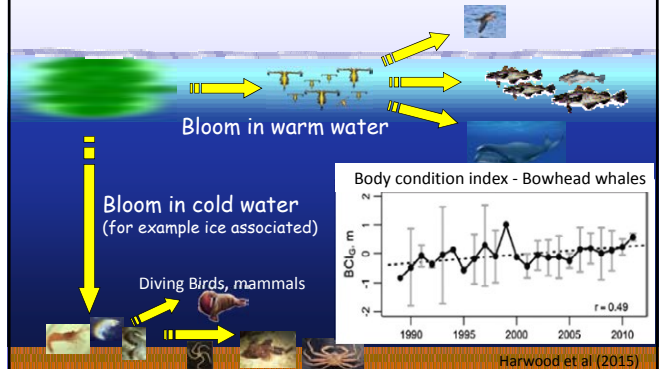 Bloom in warm water
Bloom in cold water
(for example ice associated)
Diving Birds, mammals
Body condition index - Bowhead whales
BCIG, m
2
1
0
-1
-2
r = 0.49
1990
1995
2000
2005
2010
Harwood et al (2015)